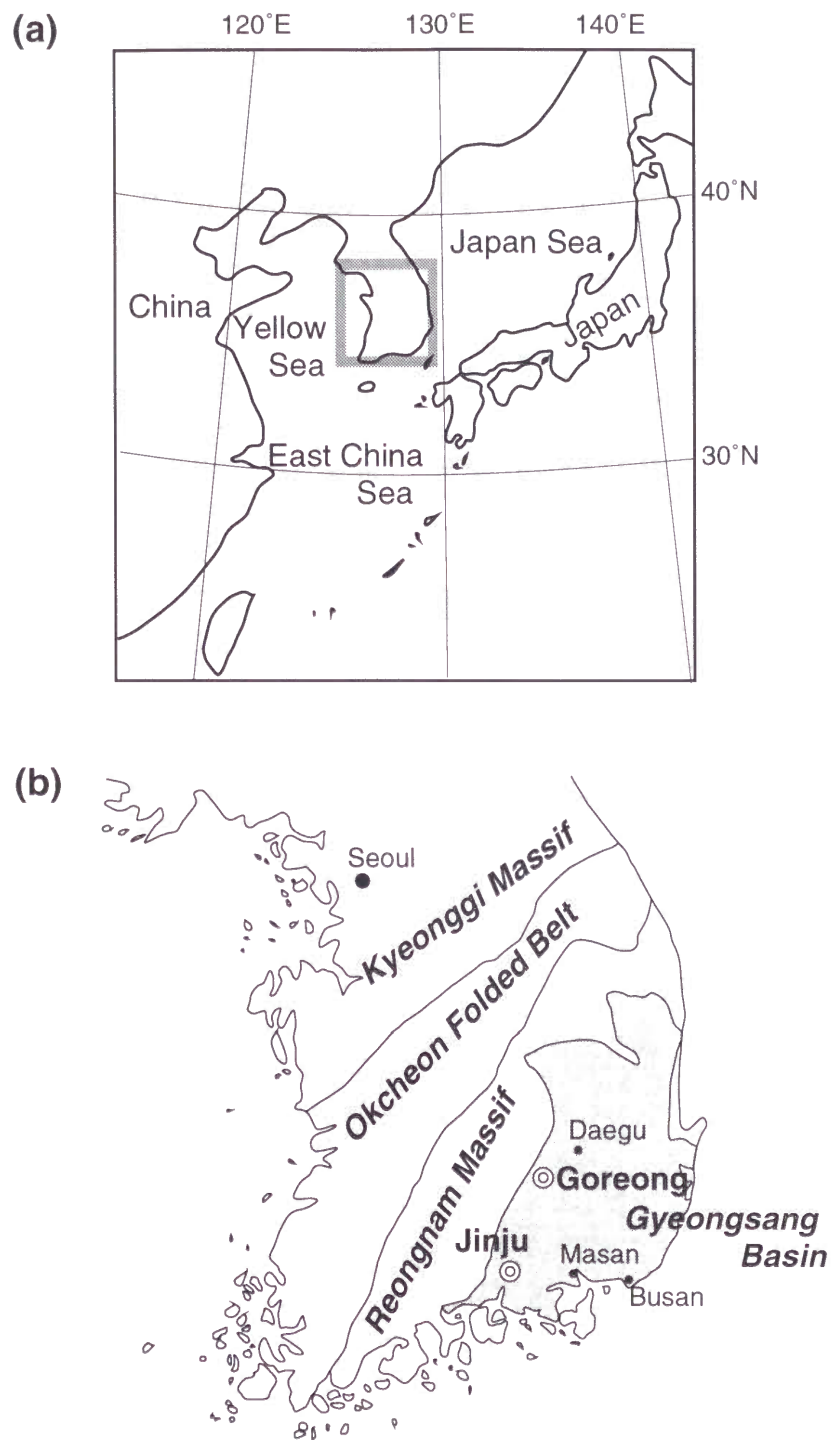 (a)
120°E
130°E
140°E
40°N
Japan Sea
China
Japan
Yellow
Sea
30°N
East China
Sea
(b)
Seoul
Kyeonggi Massif
Okcheon Folded Belt
Reongnam Massif
Daegu
Goreong
Gyeongsang
Basin
Jinju
Masan
Busan